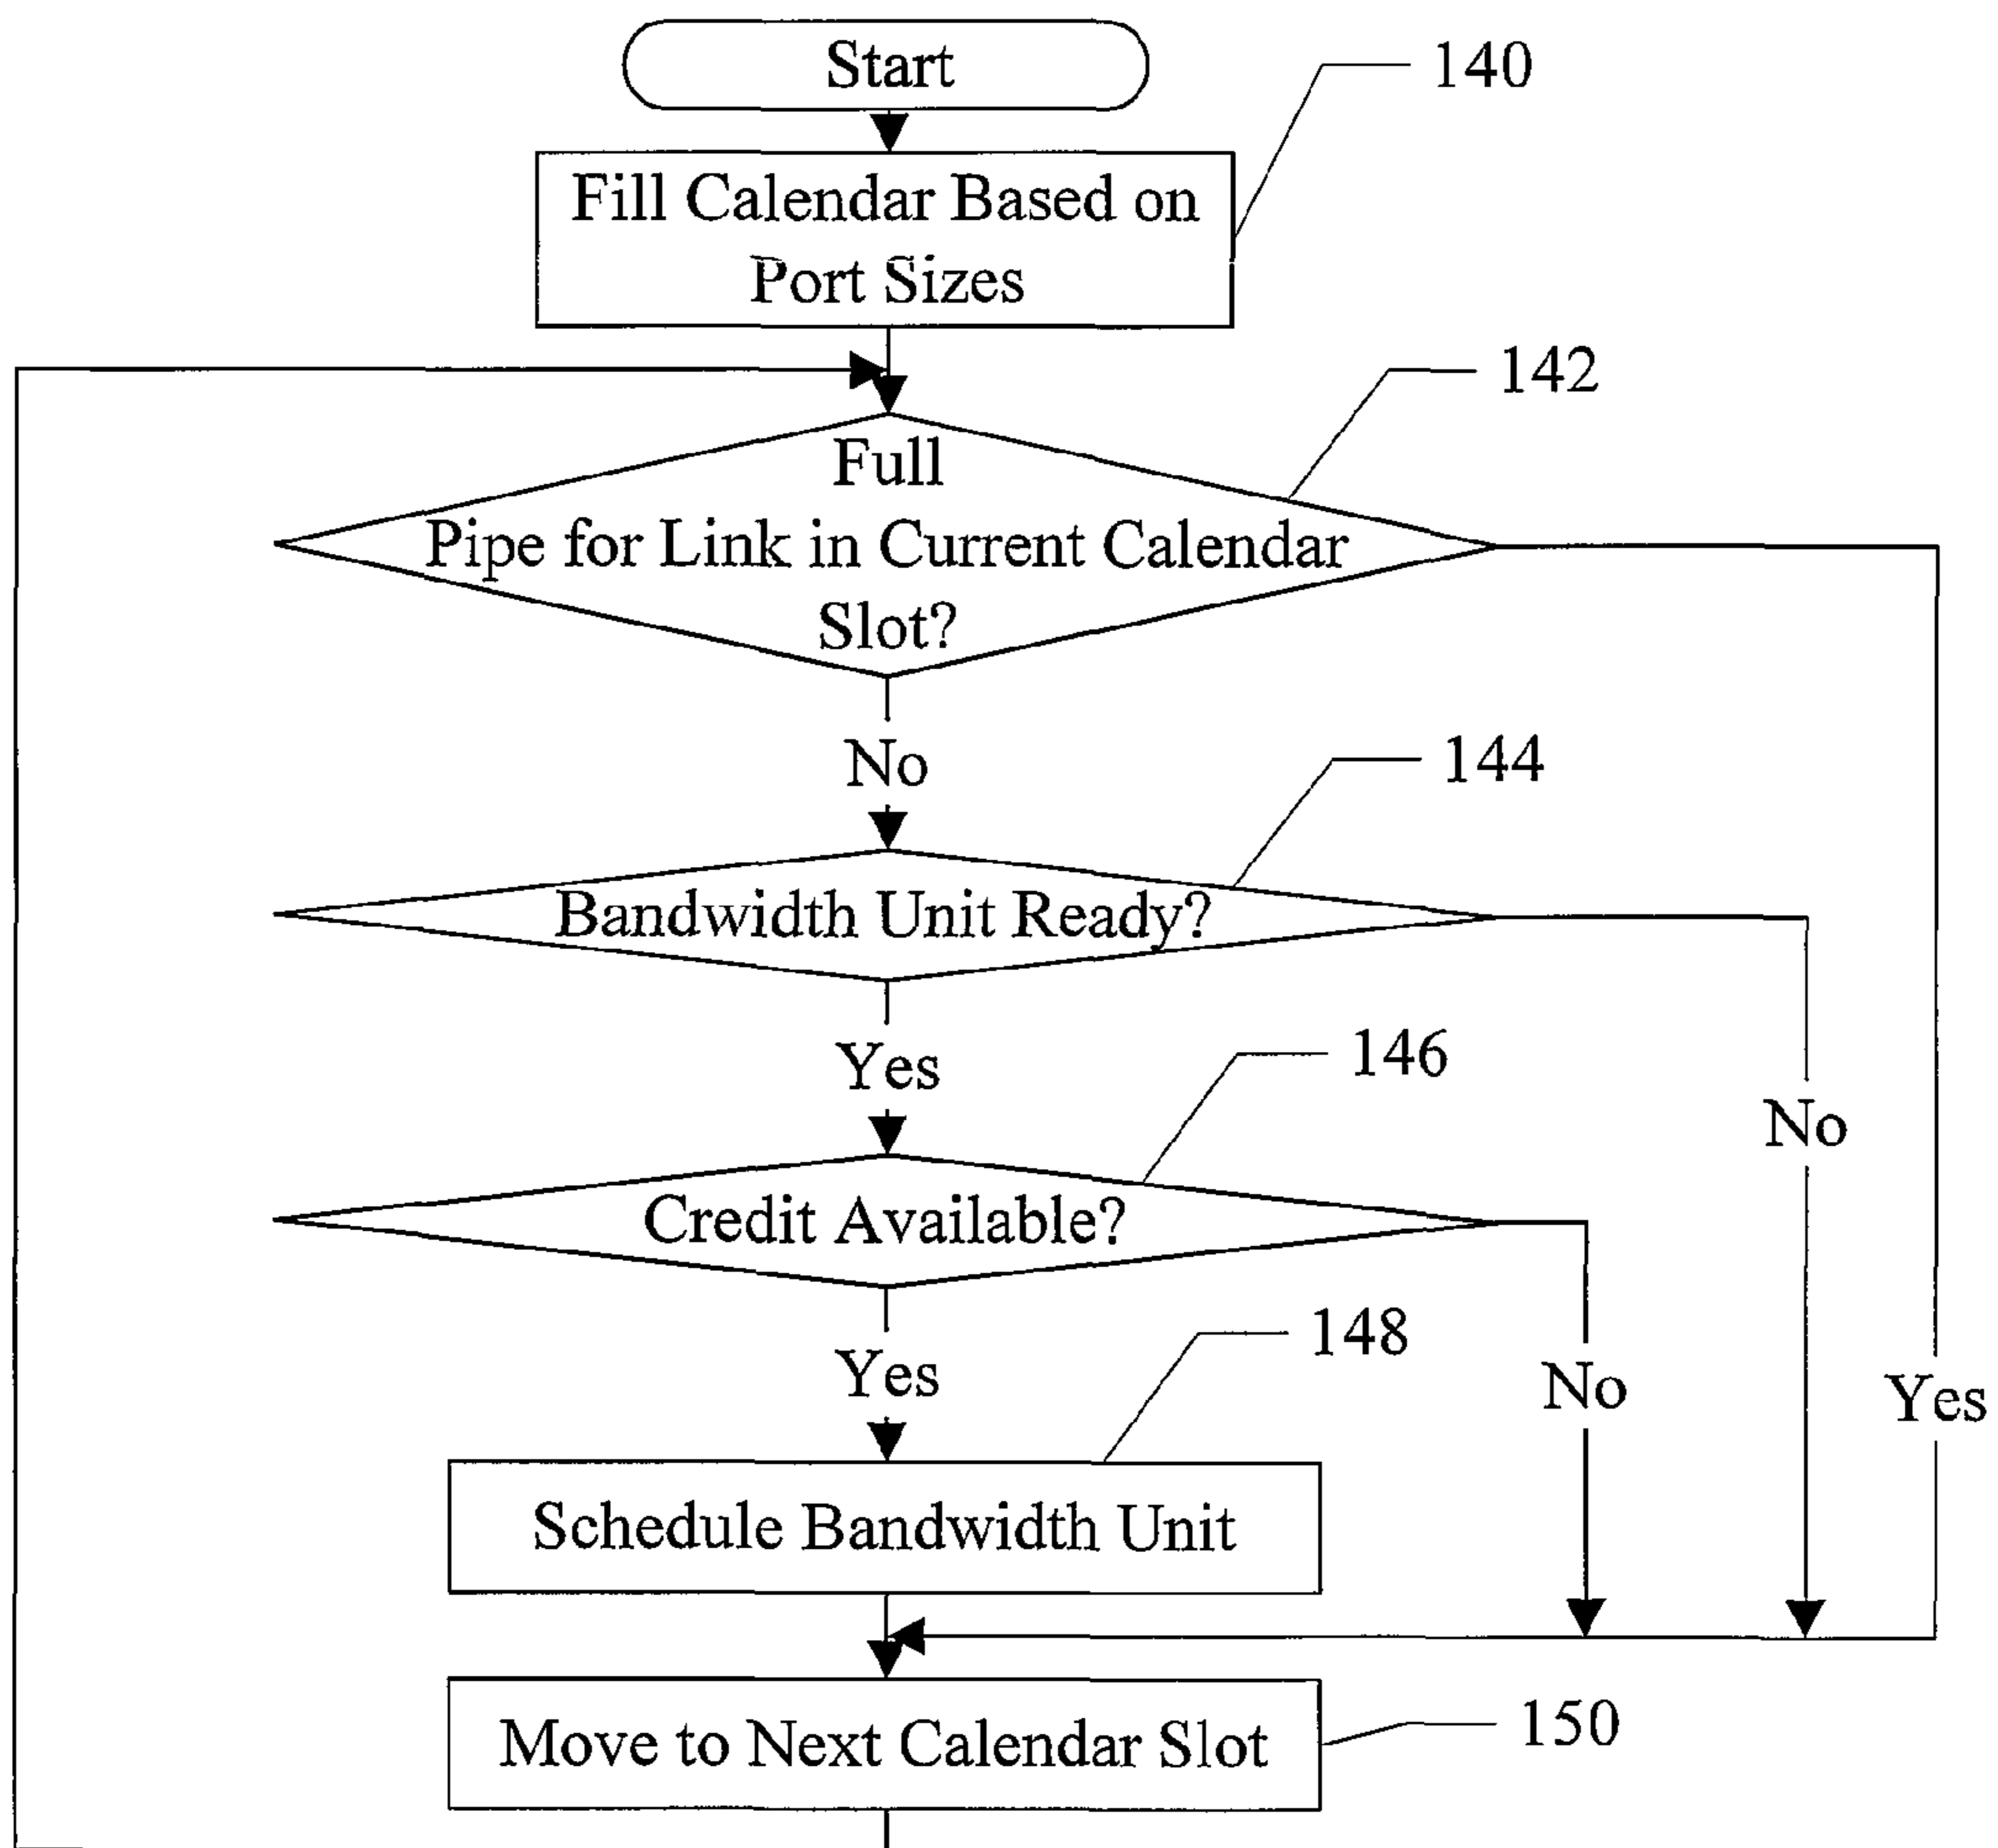 Start
140
Fill Calendar Based on
Port Sizes
142
Full
Pipe for Link in Current Calendar
Slot?
No
144
Bandwidth Unit Ready?
Yes
146
No
Credit Available?
Yes
148
No
Yes
Schedule Bandwidth Unit
Move to Next Calendar Slot
150